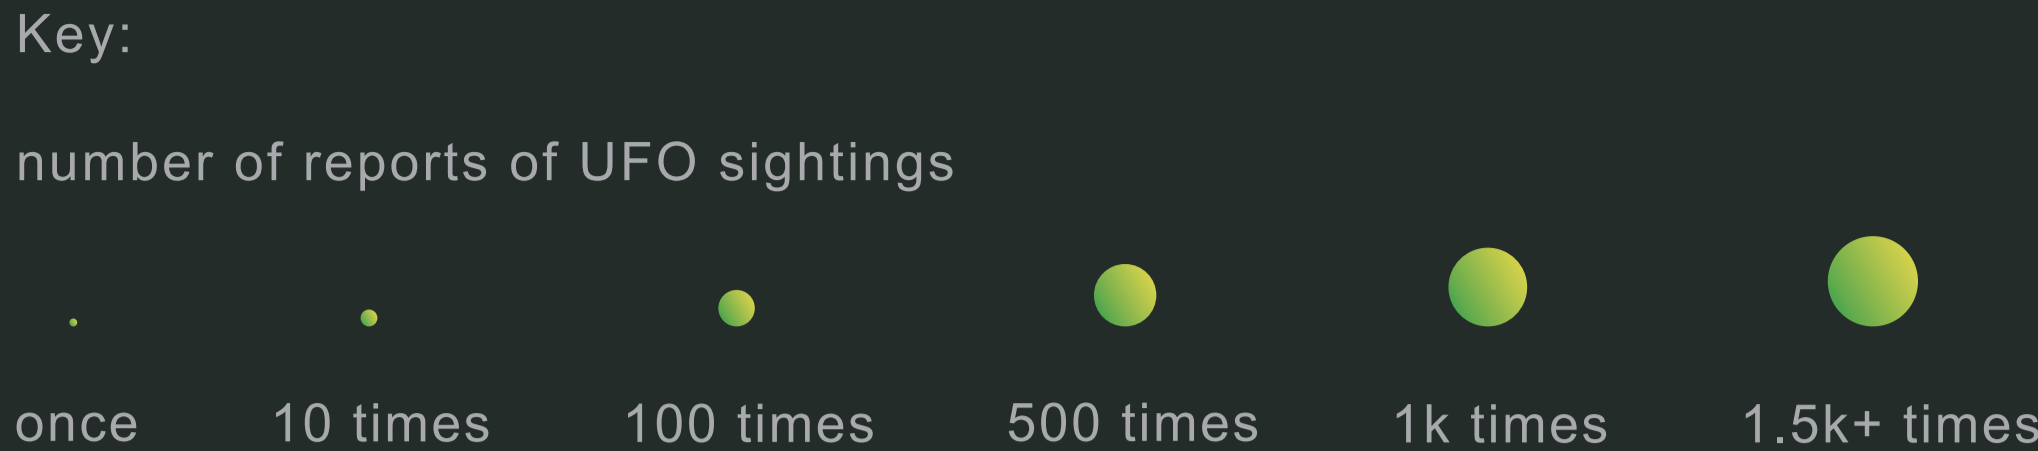 Key:
number of reports of UFO sightings
once 10 times 100 times 500 times 1k times 1.5k+ times